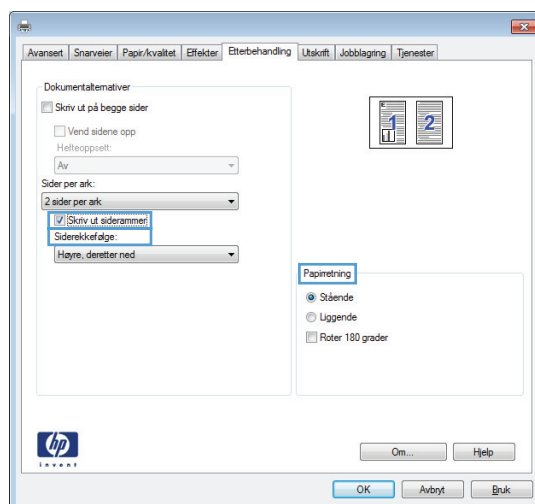 Avansert Snarveier Papir/kvalitet Effekter Etterbehandling Utskrift Jobblagring Tjenester
Dokumentalternativer
Skriv ut på begge sider
Vend sidene opp
Hefteoppsett:
Av
Sider per ark:
2 sider per ark
Skriv ut siderammer
Siderekkefølge:
Høyre, deretter ned
1 2
Papirretning
Stående
Liggende
Roter 180 grader
hp
invent
Om... Hjelp
OK Avbryt Bruk